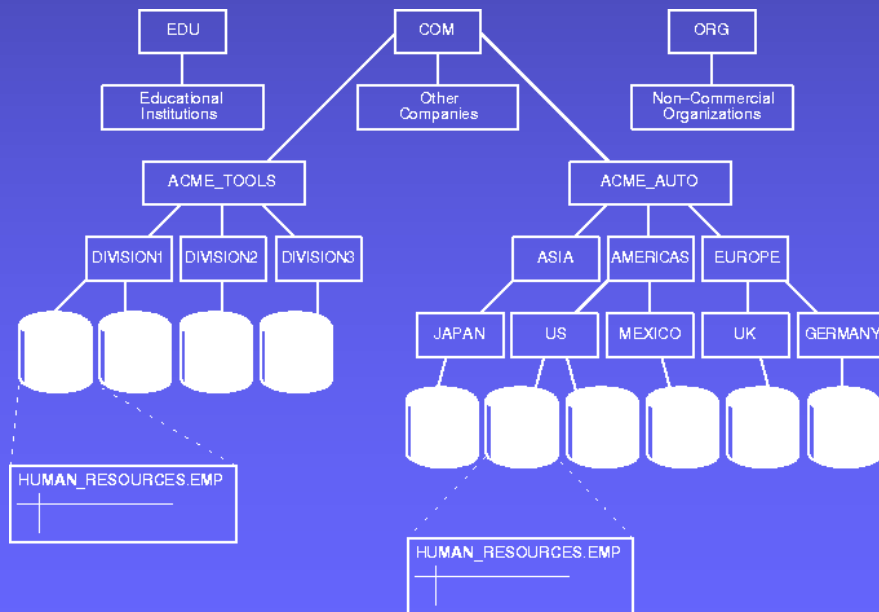 EDU
COM
ORG
Educational
Institutions
Other
Companies
Non–Commercial
Organizations
ACME_TOOLS
ACME_AUTO
DIVISION1
DIVISION2
DIVISION3
ASIA
AMERICAS
EUROPE
JAPAN
US
MEXICO
UK
GERMANY
HUMAN_RESOURCES.EMP
HUMAN_RESOURCES.EMP